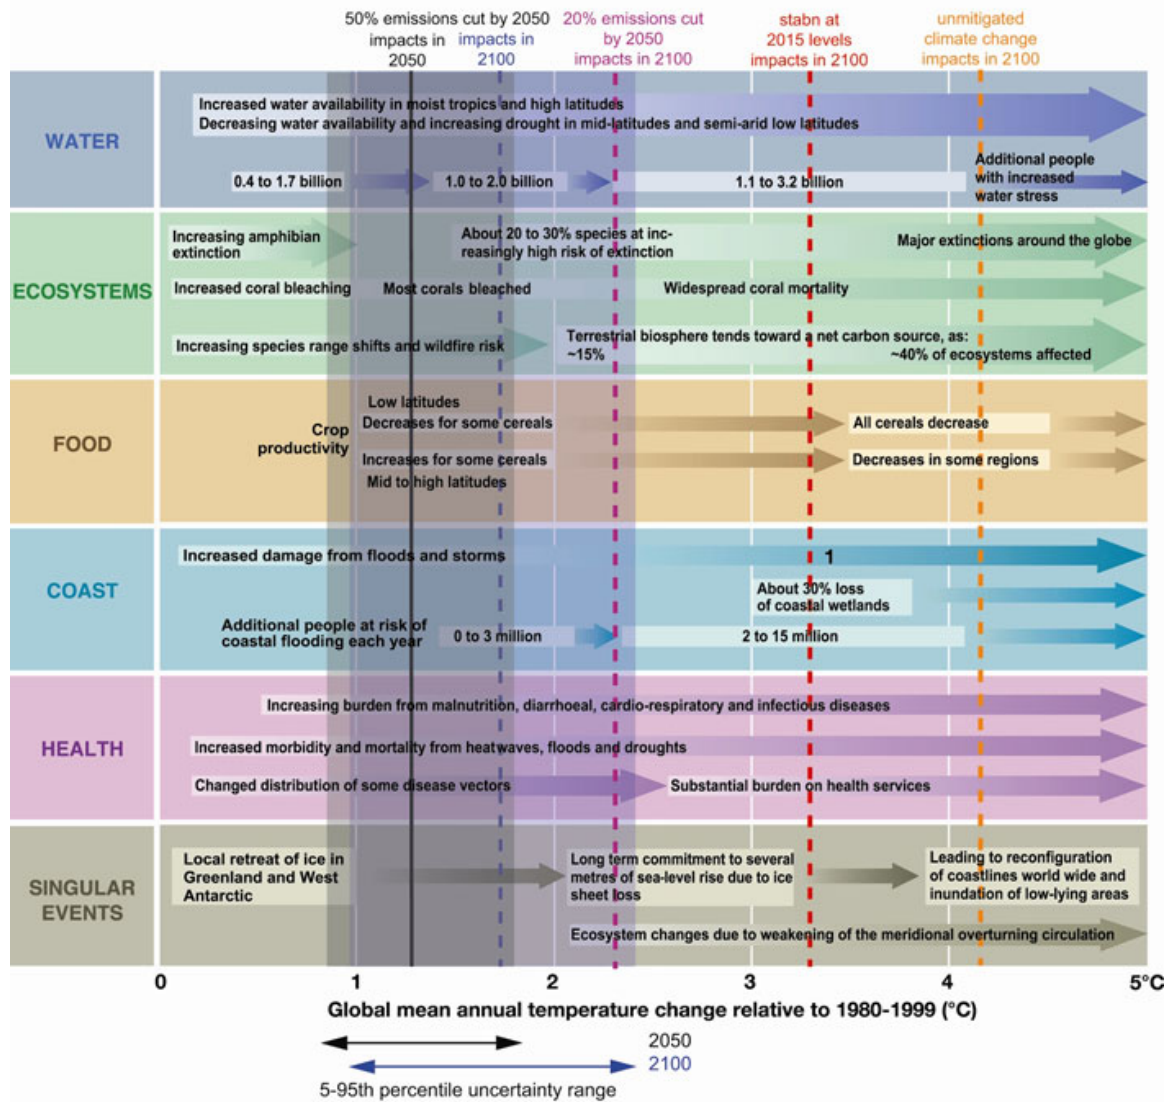 50% emissions cut by 2050
impacts in
2050
impacts in
2100
20% emissions cut
by 2050
impacts in 2100
stabn at
2015 levels
impacts in 2100
unmitigated
climate change
impacts in 2100
WATER
Increased water availability in moist tropics and high latitudes
Decreasing water availability and increasing drought in mid-latitudes and semi-arid low latitudes
0.4 to 1.7 billion
1.0 to 2.0 billion
1.1 to 3.2 billion
Additional people
with increased
water stress
ECOSYSTEMS
Increasing amphibian
extinction
About 20 to 30% species at inc-
reasingly high risk of extinction
Major extinctions around the globe
Increased coral bleaching
Most corals bleached
Widespread coral mortality
Increasing species range shifts and wildfire risk
Terrestrial biosphere tends toward a net carbon source, as:
~15%
~40% of ecosystems affected
FOOD
Crop
productivity
Low latitudes
Decreases for some cereals
All cereals decrease
Increases for some cereals
Mid to high latitudes
Decreases in some regions
COAST
Increased damage from floods and storms
1
About 30% loss
of coastal wetlands
Additional people at risk of
coastal flooding each year
0 to 3 million
2 to 15 million
HEALTH
Increasing burden from malnutrition, diarrhoeal, cardio-respiratory and infectious diseases
Increased morbidity and mortality from heatwaves, floods and droughts
Changed distribution of some disease vectors
Substantial burden on health services
SINGULAR
EVENTS
Local retreat of ice in
Greenland and West
Antarctic
Long term commitment to several
metres of sea-level rise due to ice
sheet loss
Leading to reconfiguration
of coastlines world wide and
inundation of low-lying areas
Ecosystem changes due to weakening of the meridional overturning circulation
0 1 2 3 4 5°C
Global mean annual temperature change relative to 1980-1999 (°C)
2050
2100
5-95th percentile uncertainty range